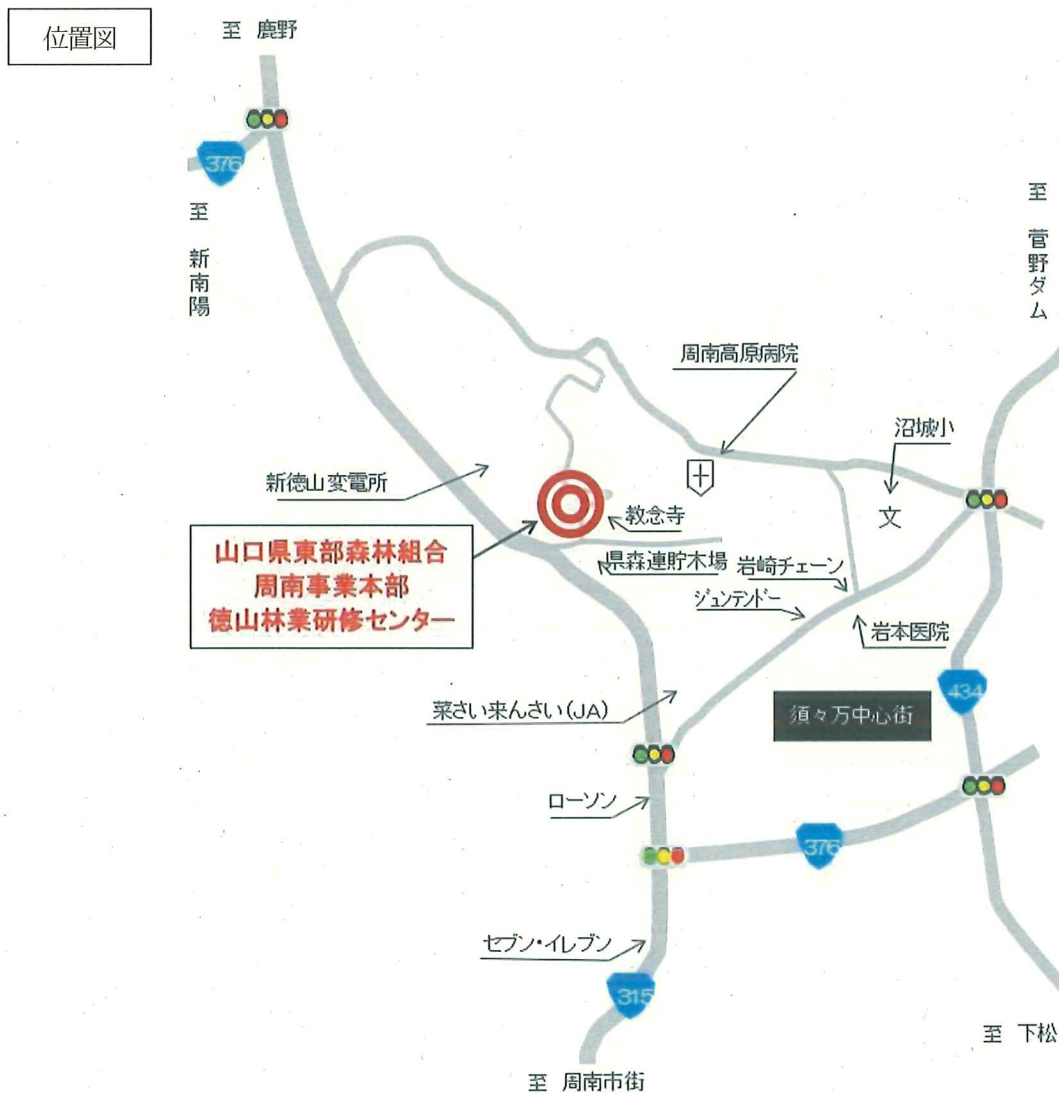 位置図
至 鹿野
376
至 新南陽
至 菅野ダム
周南高原病院
沼城小
新徳山変電所
文
教念寺
山口県東部森林組合
周南事業本部
徳山林業研修センター
県森連貯木場
岩崎チェーン
ジュンテンドー
岩本医院
434
菜さい来んさい(JA)
須々万中心街
ローソン
376
セブン・イレブン
315
至 下松
至 周南市街